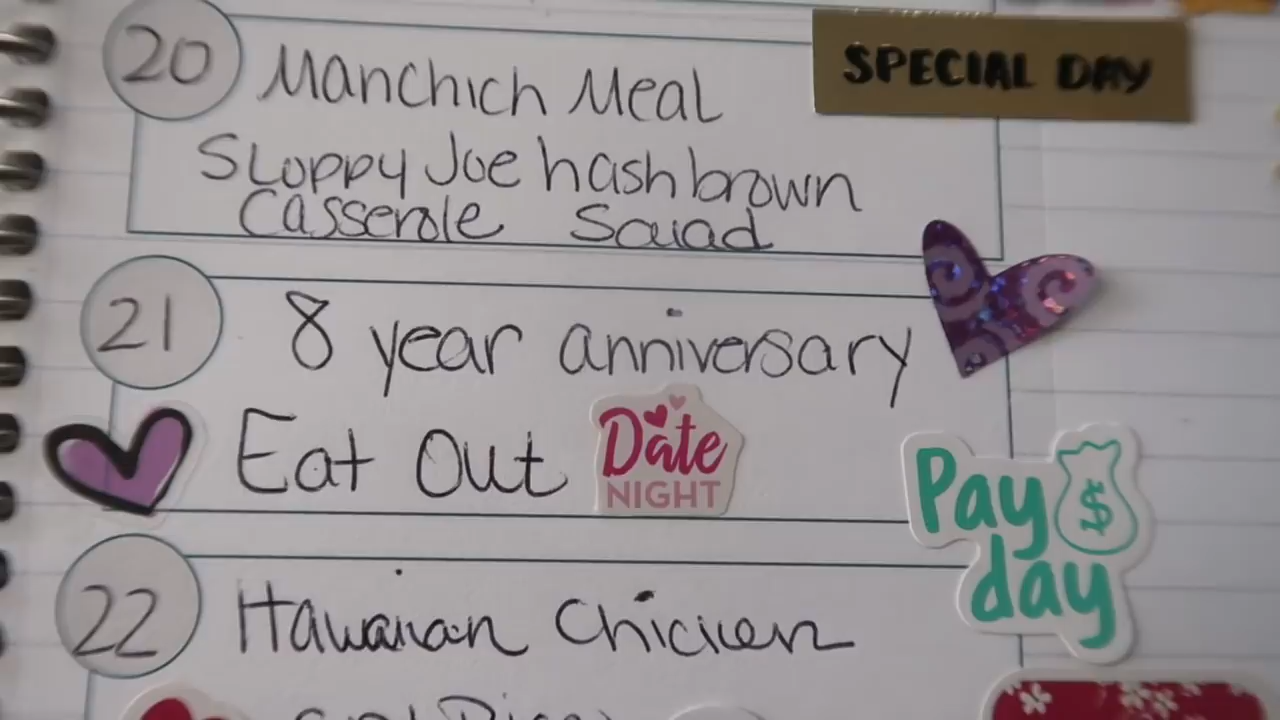 20 Manchich Meal
SPECIAL DAY
Sloppy Joe hashbrown
Casserole Salad
21 8 year anniversary
Eat Out Date NIGHT
Pay day $
22 Hawaiian Chicken